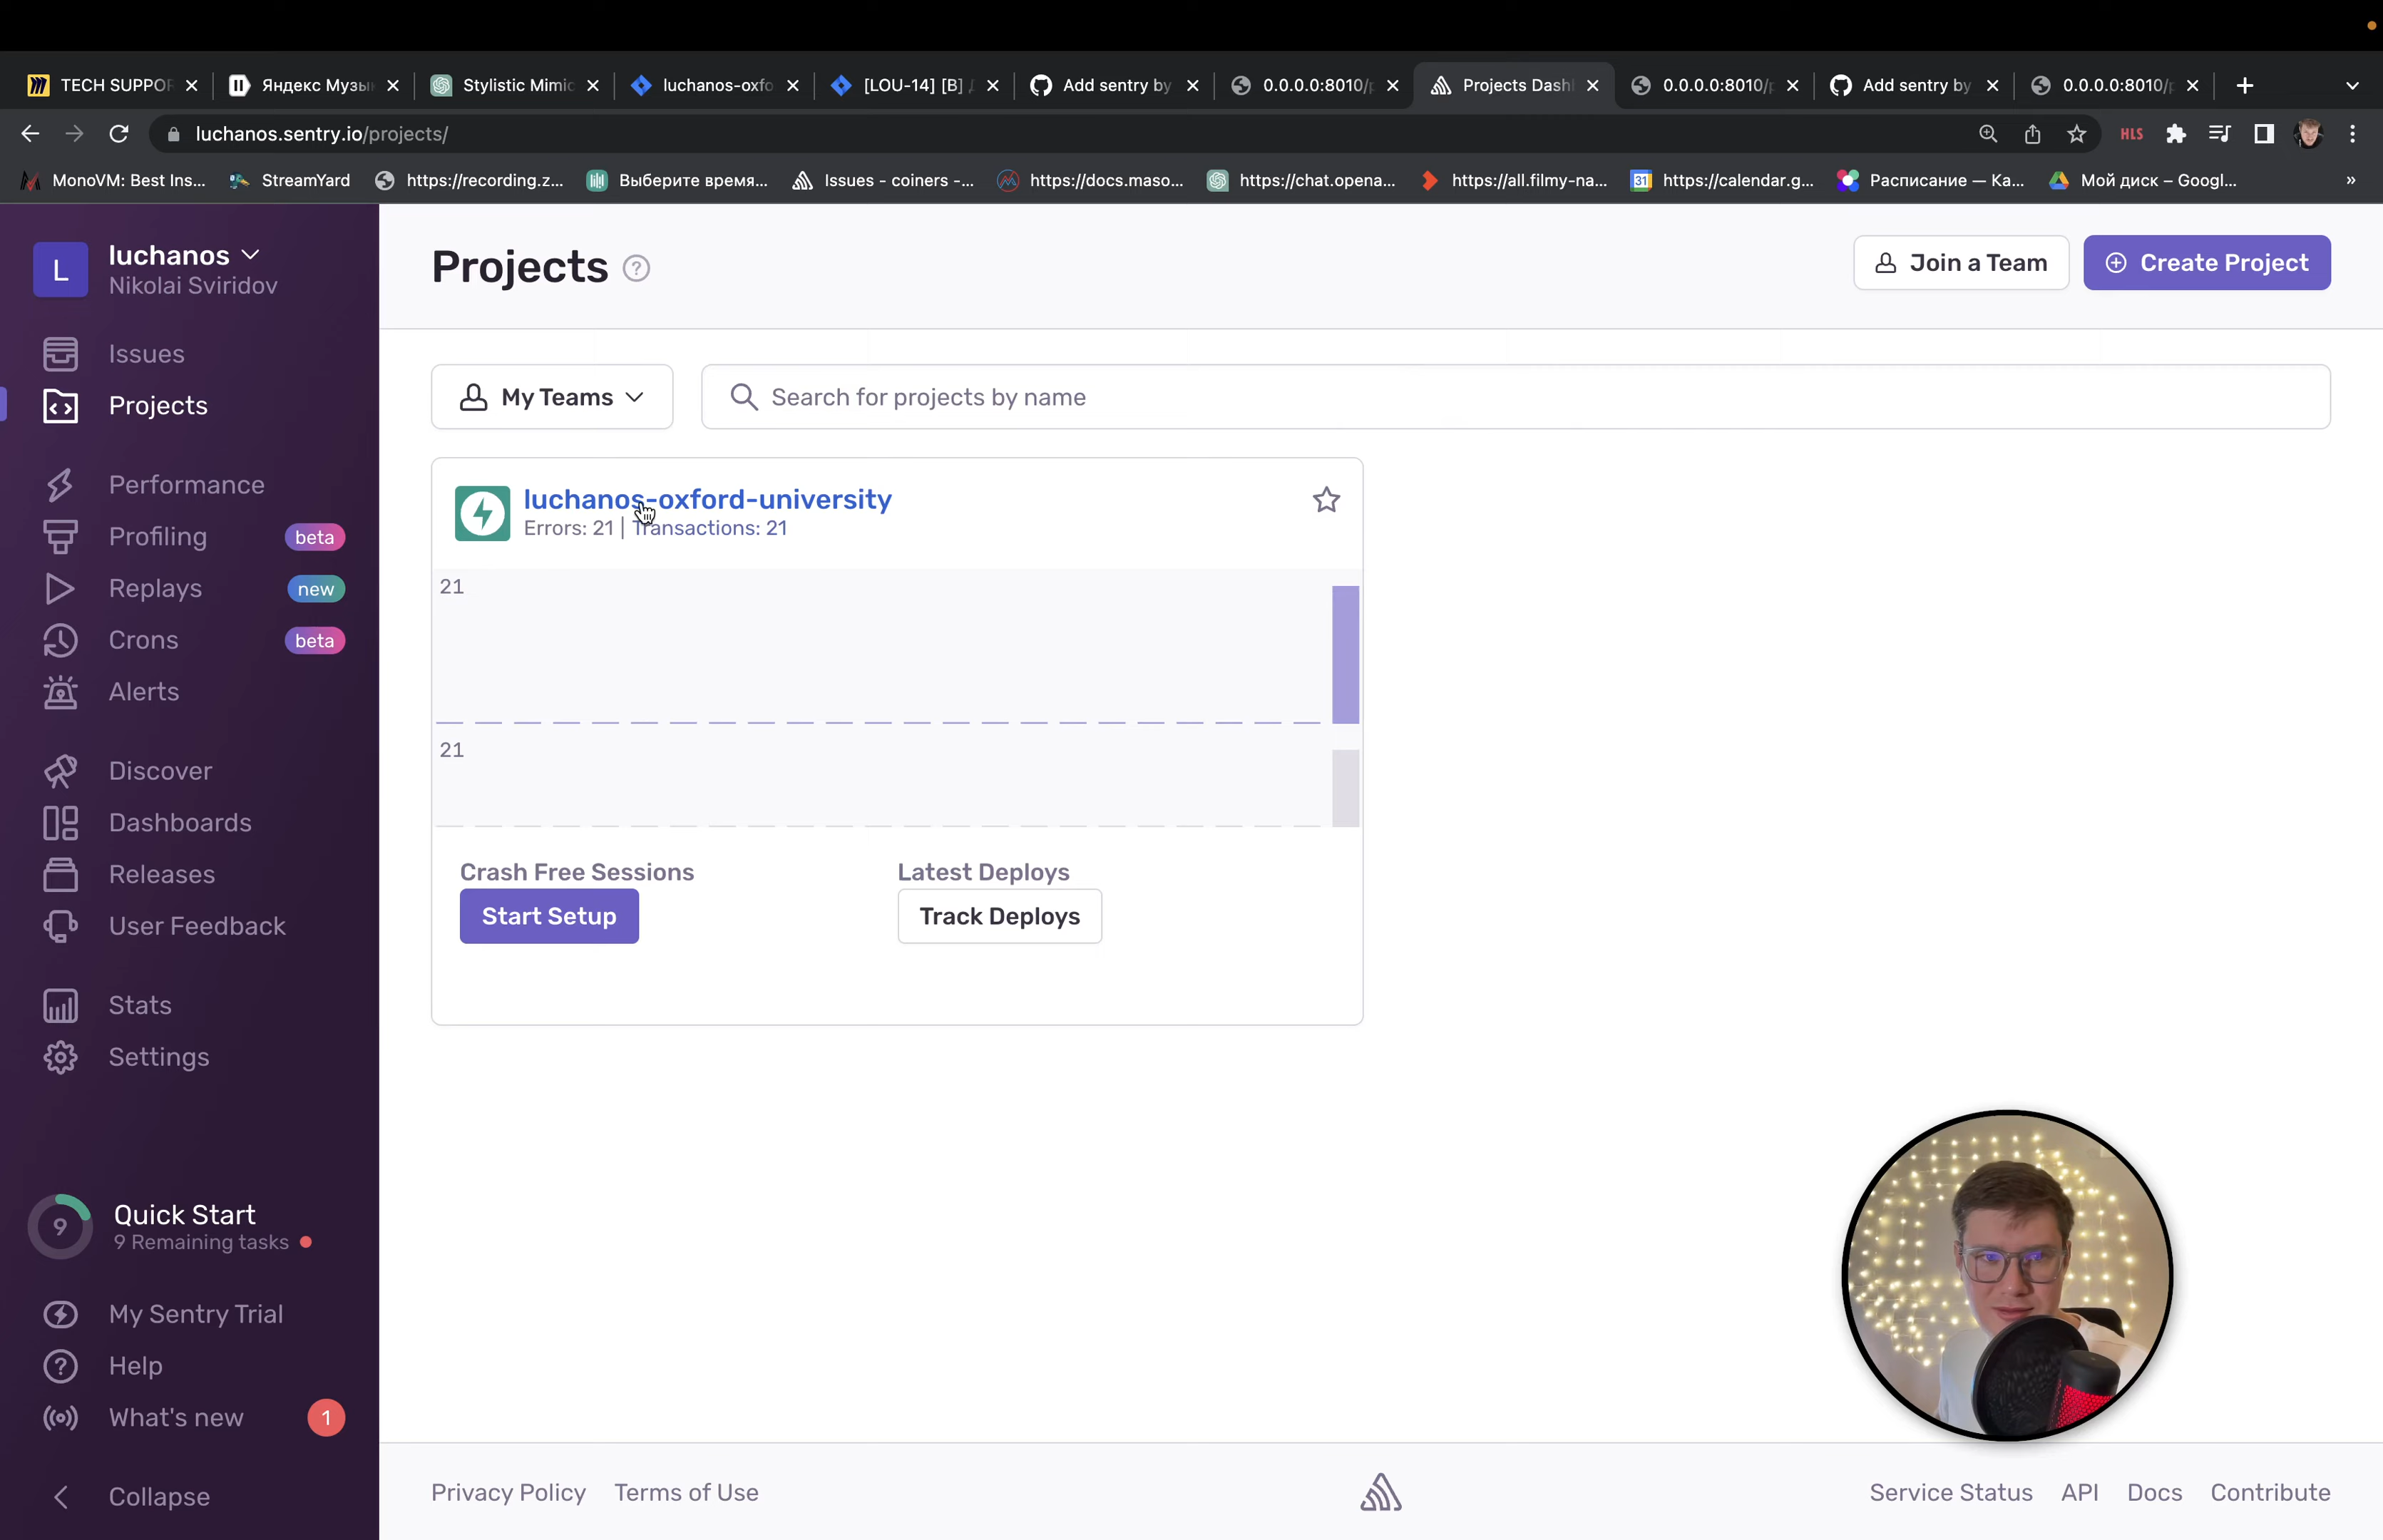 TECH SUPPOR
Яндекс Музык
Stylistic Mimic
luchanos-oxfo
[LOU-14] [B] Д
Add sentry by
0.0.0.0:8010/p
Projects Dash
0.0.0.0:8010/p
Add sentry by
0.0.0.0:8010/p
luchanos.sentry.io/projects/
HLS
MonoVM: Best Ins...
StreamYard
https://recording.z...
Выберите время...
Issues - coiners -...
https://docs.maso...
https://chat.opena...
https://all.filmy-na...
31
https://calendar.g...
Расписание — Ка...
Мой диск – Googl...
»
L
luchanos
Nikolai Sviridov
Issues
Projects
Performance
Profiling beta
Replays new
Crons beta
Alerts
Discover
Dashboards
Releases
User Feedback
Stats
Settings
9
Quick Start
9 Remaining tasks
My Sentry Trial
Help
What's new 1
Collapse
Projects ?
Join a Team
Create Project
My Teams
Search for projects by name
luchanos-oxford-university
Errors: 21 | Transactions: 21
21
21
Crash Free Sessions
Start Setup
Latest Deploys
Track Deploys
Privacy Policy
Terms of Use
Service Status
API
Docs
Contribute